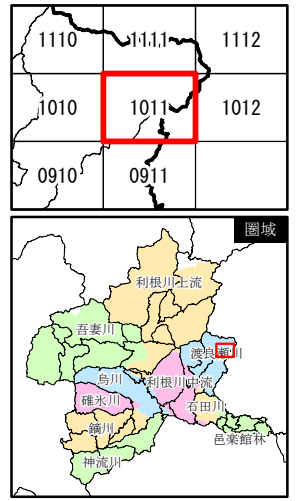 1110 1111 1112
1010 1011 1012
0910 0911
圏域
利根川上流
吾妻川
渡良瀬川
烏川
利根川中流
碓氷川
石田川
鏑川
邑楽館林
神流川